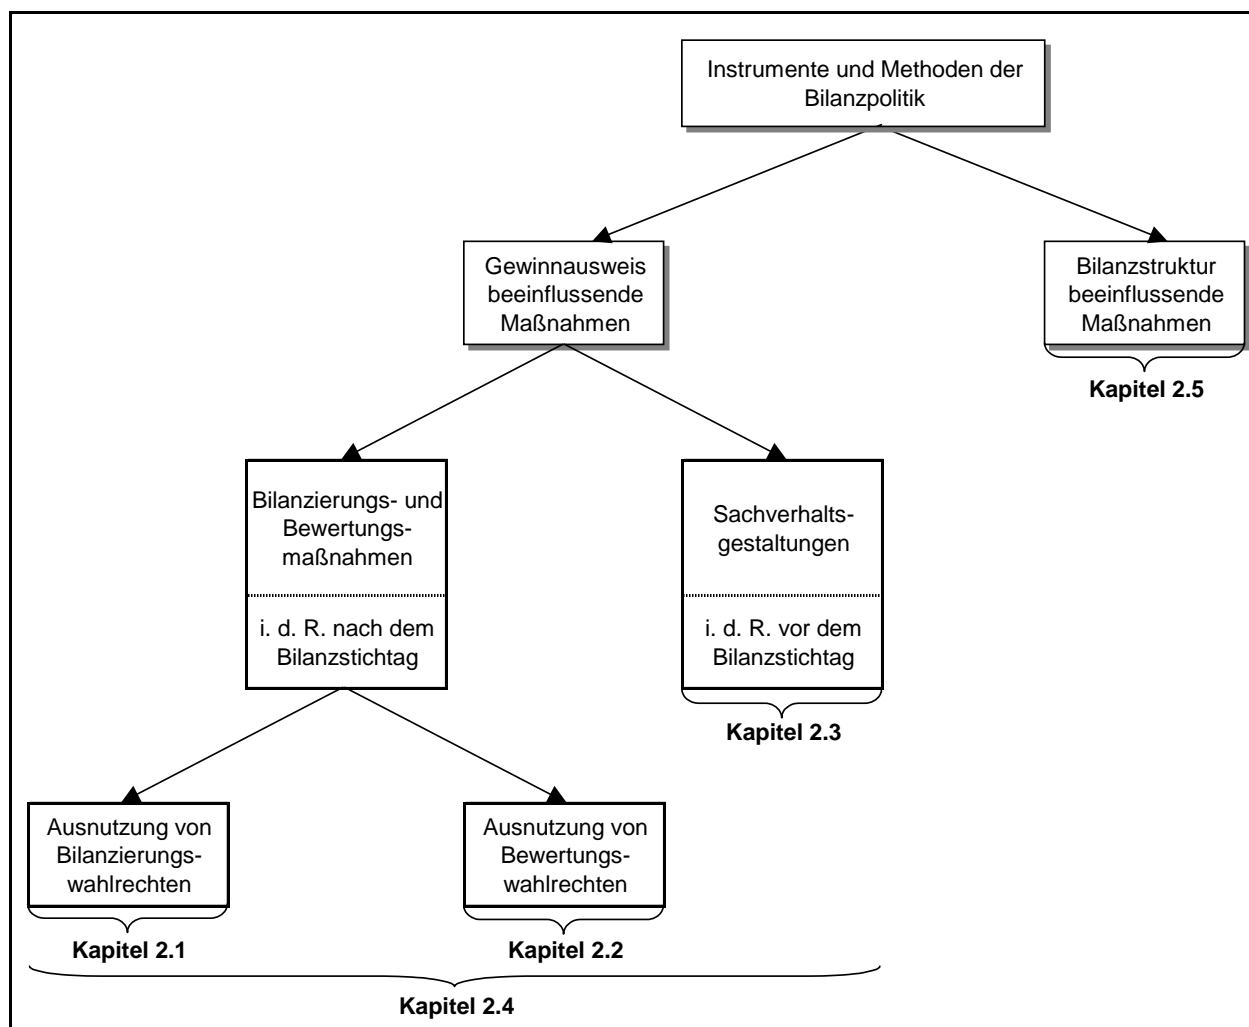 Instrumente und Methoden der
Bilanzpolitik
Gewinnausweis
beeinflussende
Maßnahmen
Bilanzstruktur
beeinflussende
Maßnahmen
Kapitel 2.5
Bilanzierungs- und
Bewertungs-
maßnahmen
i. d. R. nach dem
Bilanzstichtag
Sachverhalts-
gestaltungen
i. d. R. vor dem
Bilanzstichtag
Kapitel 2.3
Ausnutzung von
Bilanzierungs-
wahlrechten
Kapitel 2.1
Ausnutzung von
Bewertungs-
wahlrechten
Kapitel 2.2
Kapitel 2.4